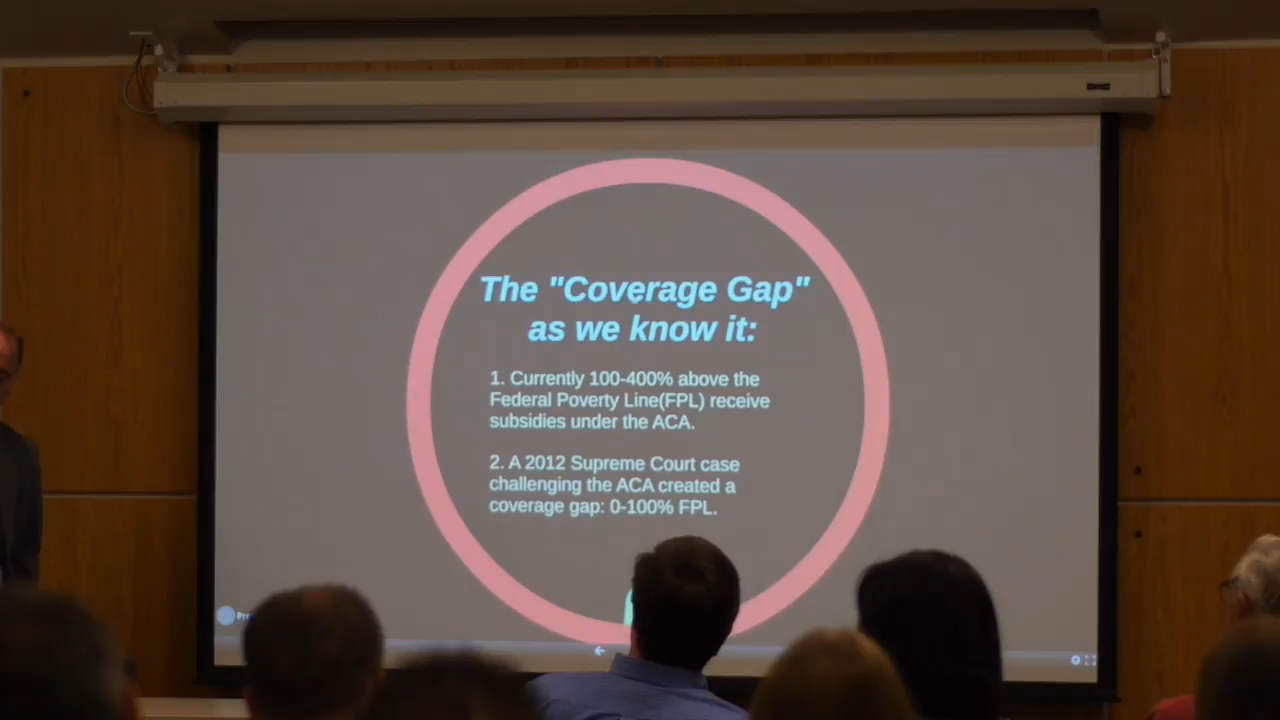 The "Coverage Gap"
as we know it:
1. Currently 100-400% above the
Federal Poverty Line(FPL) receive
subsidies under the ACA.
2. A 2012 Supreme Court case
challenging the ACA created a
coverage gap: 0-100% FPL.